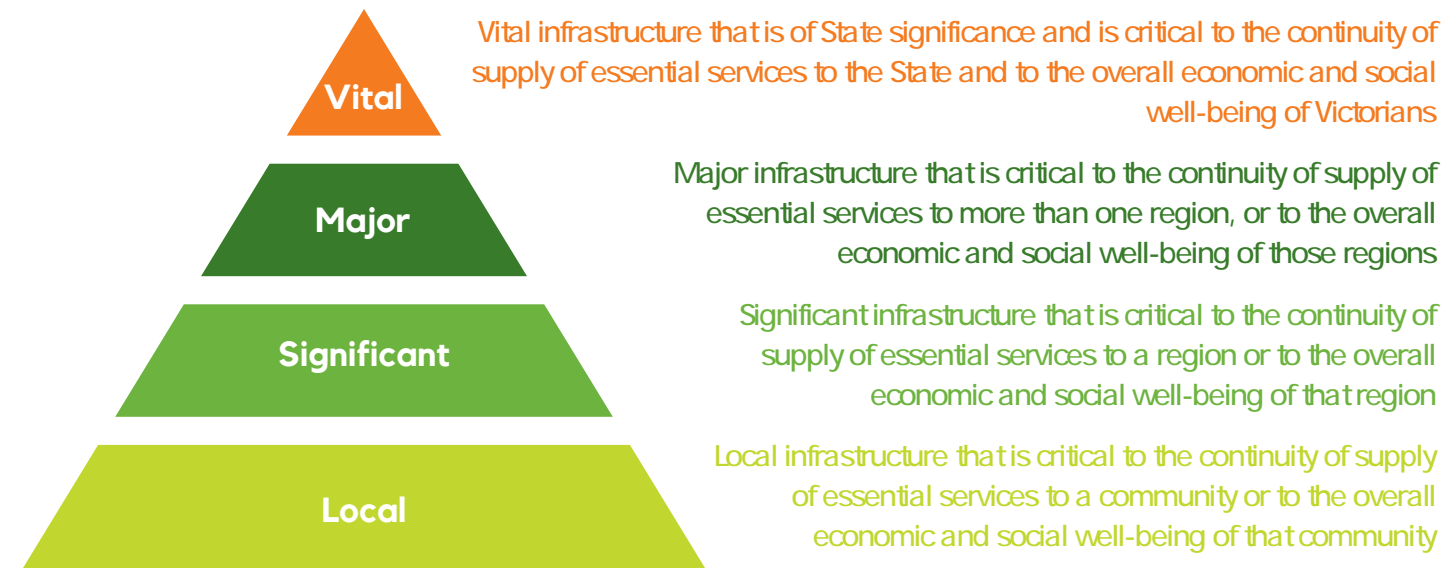 Vital
Vital infrastructure that is of State significance and is critical to the continuity of
supply of essential services to the State and to the overall economic and social
well-being of Victorians
Major
Major infrastructure that is critical to the continuity of supply of
essential services to more than one region, or to the overall
economic and social well-being of those regions
Significant
Significant infrastructure that is critical to the continuity of
supply of essential services to a region or to the overall
economic and social well-being of that region
Local
Local infrastructure that is critical to the continuity of supply
of essential services to a community or to the overall
economic and social well-being of that community